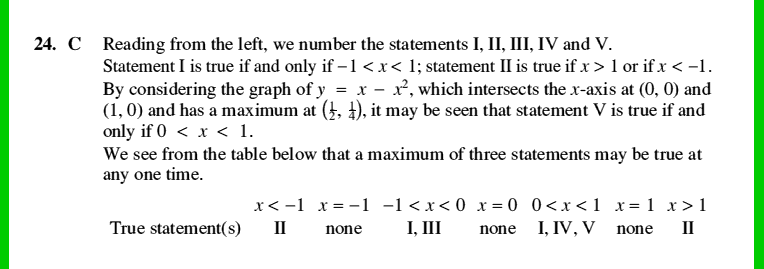 24. C Reading from the left, we number the statements I, II, III, IV and V.
Statement I is true if and only if −1 < x < 1; statement II is true if x > 1 or if x < −1.
By considering the graph of y = x − x², which intersects the x-axis at (0, 0) and
(1, 0) and has a maximum at (½, ¼), it may be seen that statement V is true if and
only if 0 < x < 1.
We see from the table below that a maximum of three statements may be true at
any one time.
x < −1 x = −1 −1 < x < 0 x = 0 0 < x < 1 x = 1 x > 1
True statement(s) II none I, III none I, IV, V none II